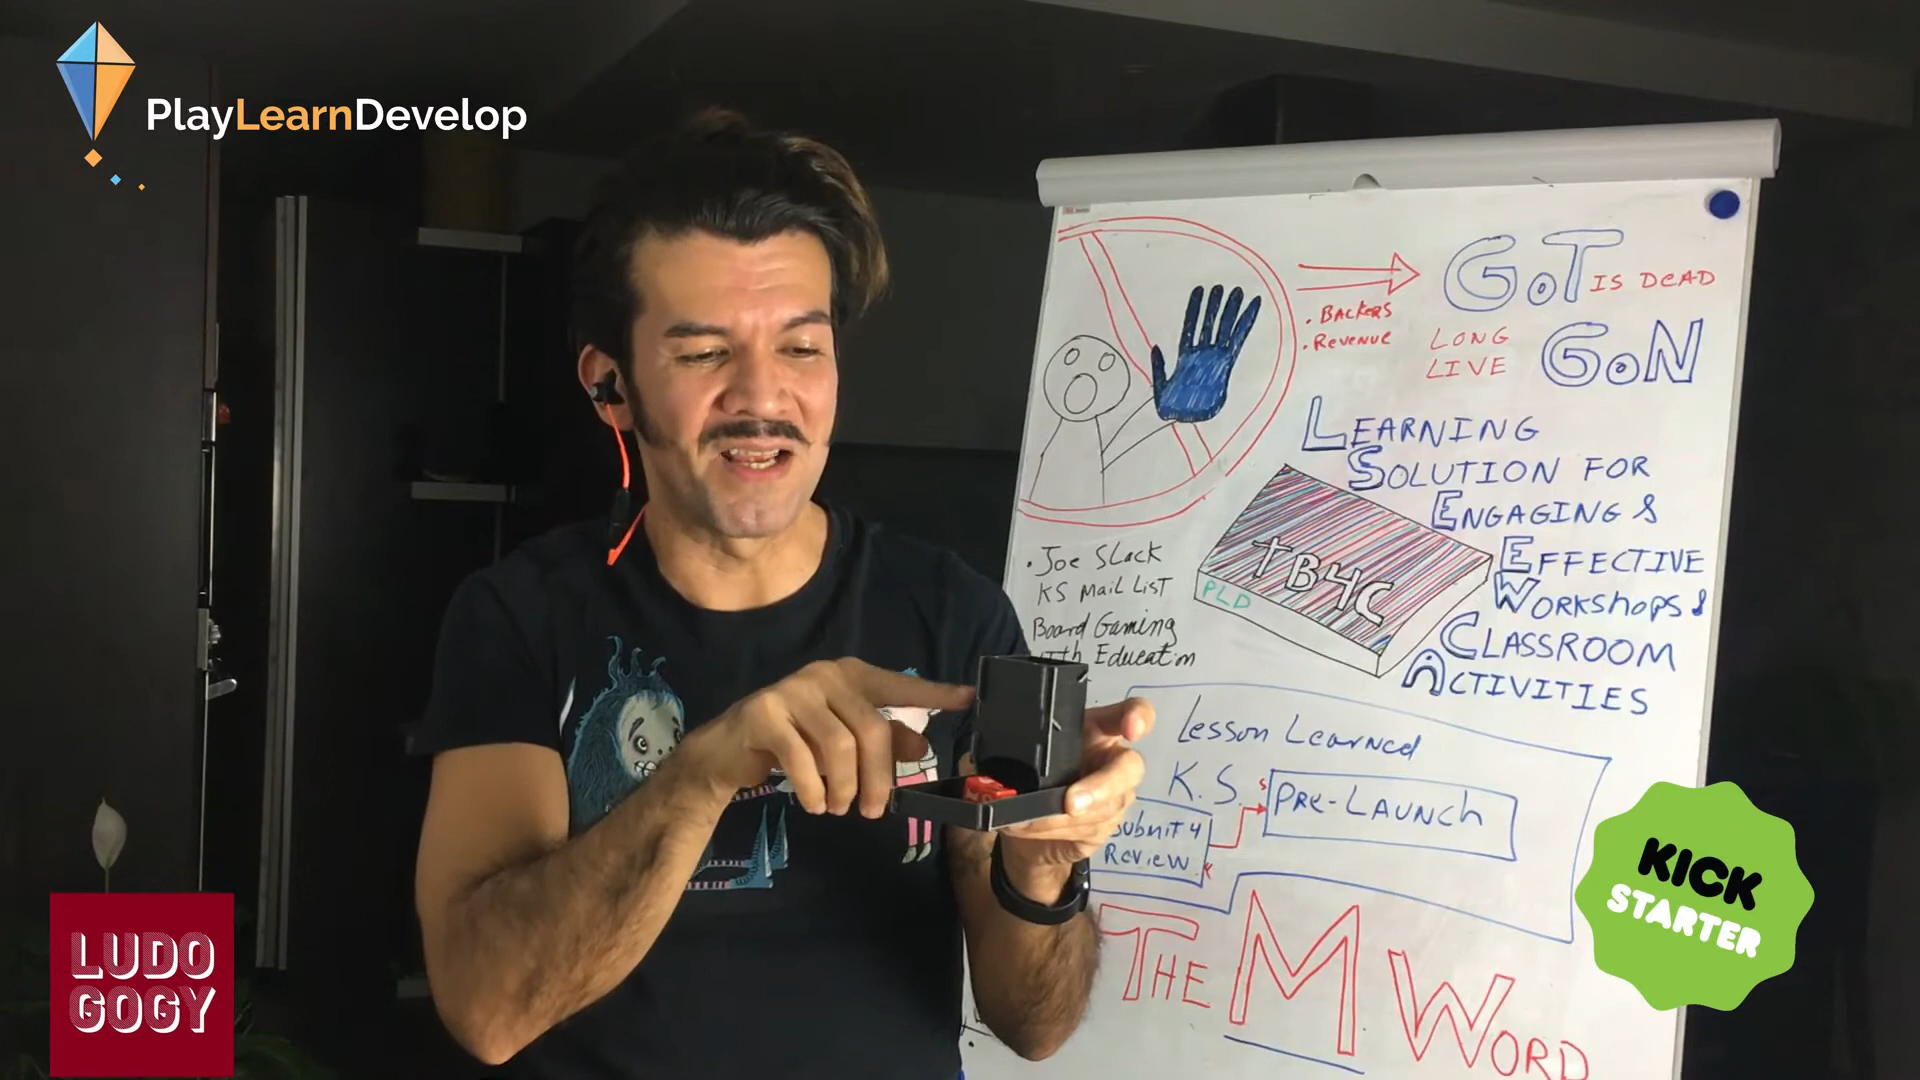 PlayLearnDevelop
GoT IS DEAD
• BACKERS
• Revenue
LONG
LIVE
GoN
LEARNING
SOLUTION FOR
ENGAGING &
EFFECTIVE
WORKSHOPS &
CLASSROOM
ACTIVITIES
TB4C
PLD
• Joe Slack
KS Mail List
Board Gaming
with Education
Lesson Learned
K.S.
PRE-LAUNCH
Submit 4
Review
THE M WORD
KICK
STARTER
LUDO
GOGY